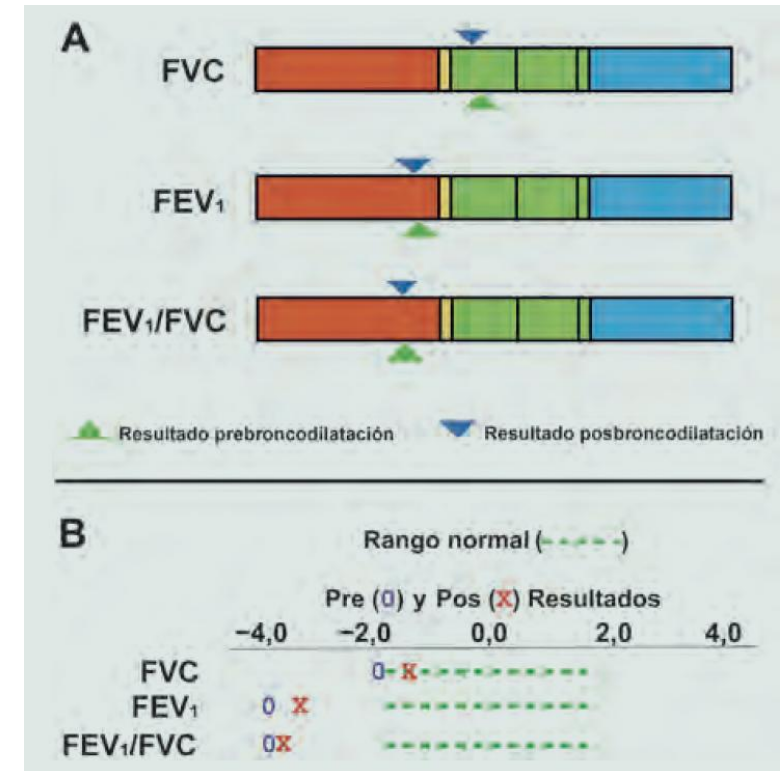 A
FVC
FEV₁
FEV₁/FVC
Resultado prebroncodilatación Resultado posbroncodilatación
B
Rango normal (------)
Pre (0) y Pos (X) Resultados
−4,0 −2,0 0,0 2,0 4,0
FVC 0 X
FEV₁ 0 X
FEV₁/FVC 0X